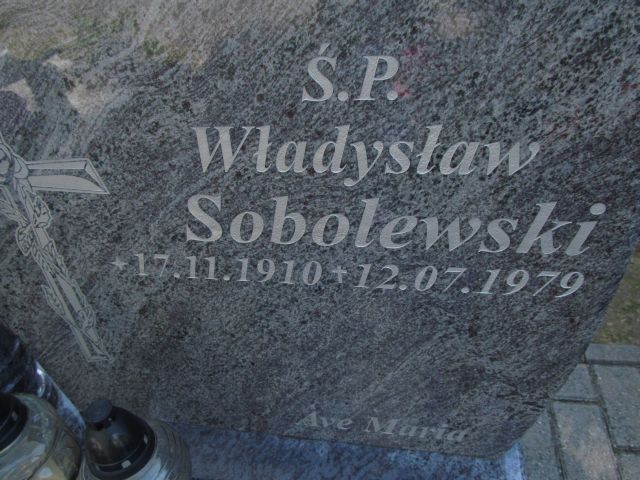 Ś.P.
Władysław
Sobolewski
*17.11.1910 †12.07.1979
Ave Maria